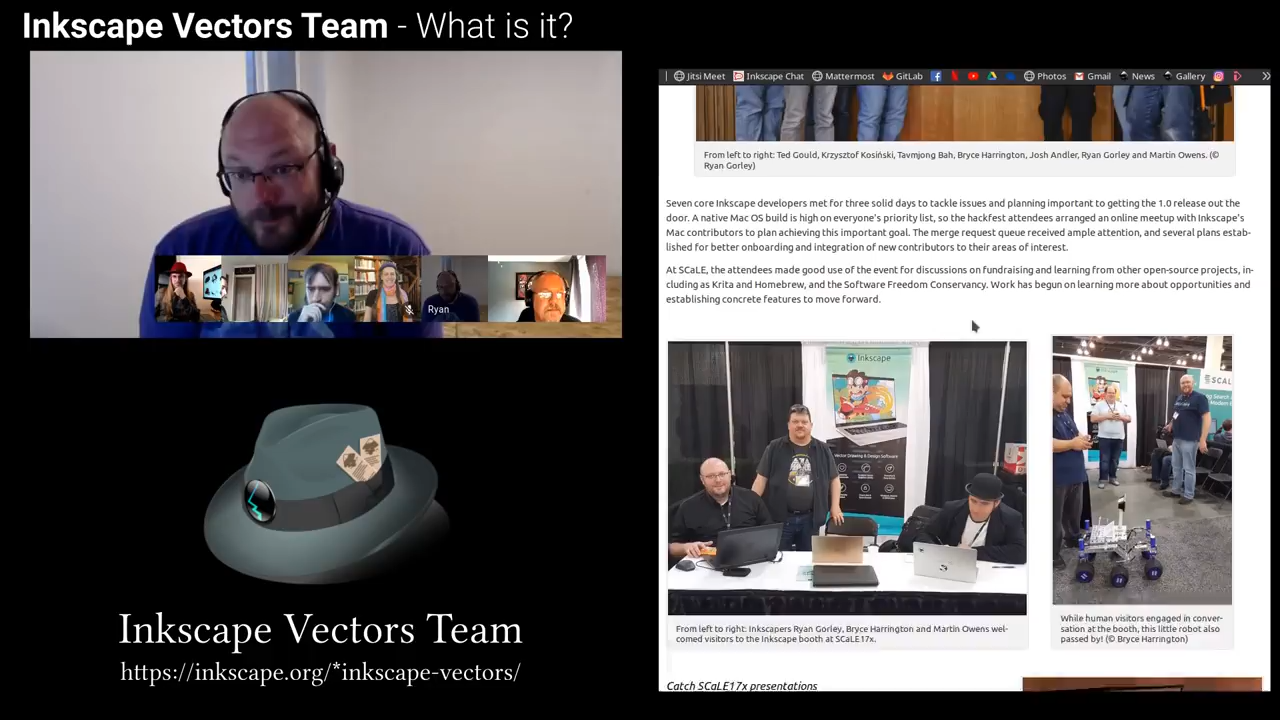 Inkscape Vectors Team - What is it?
Ryan
Inkscape Vectors Team
https://inkscape.org/*inkscape-vectors/
Jitsi Meet Inkscape Chat Mattermost GitLab Photos Gmail News Gallery
From left to right: Ted Gould, Krzysztof Kosiński, Tavmjong Bah, Bryce Harrington, Josh Andler, Ryan Gorley and Martin Owens. (©
Ryan Gorley)
Seven core Inkscape developers met for three solid days to tackle issues and planning important to getting the 1.0 release out the
door. A native Mac OS build is high on everyone's priority list, so the hackfest attendees arranged an online meetup with Inkscape's
Mac contributors to plan achieving this important goal. The merge request queue received ample attention, and several plans estab-
lished for better onboarding and integration of new contributors to their areas of interest.
At SCaLE, the attendees made good use of the event for discussions on fundraising and learning from other open-source projects, in-
cluding as Krita and Homebrew, and the Software Freedom Conservancy. Work has begun on learning more about opportunities and
establishing concrete features to move forward.
Inkscape
Vector Drawing & Design Software
SCAL
From left to right: Inkscapers Ryan Gorley, Bryce Harrington and Martin Owens wel-
comed visitors to the Inkscape booth at SCaLE17x.
While human visitors engaged in conver-
sation at the booth, this little robot also
passed by! (© Bryce Harrington)
Catch SCaLE17x presentations